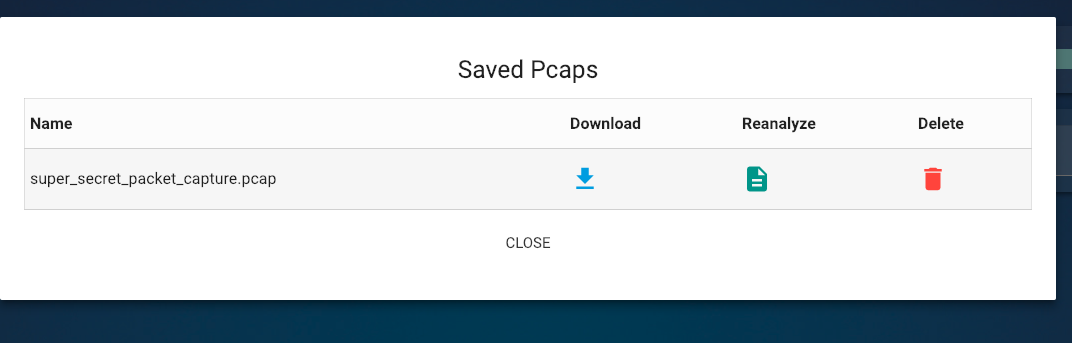 Saved Pcaps
Name Download Reanalyze Delete
super_secret_packet_capture.pcap
CLOSE